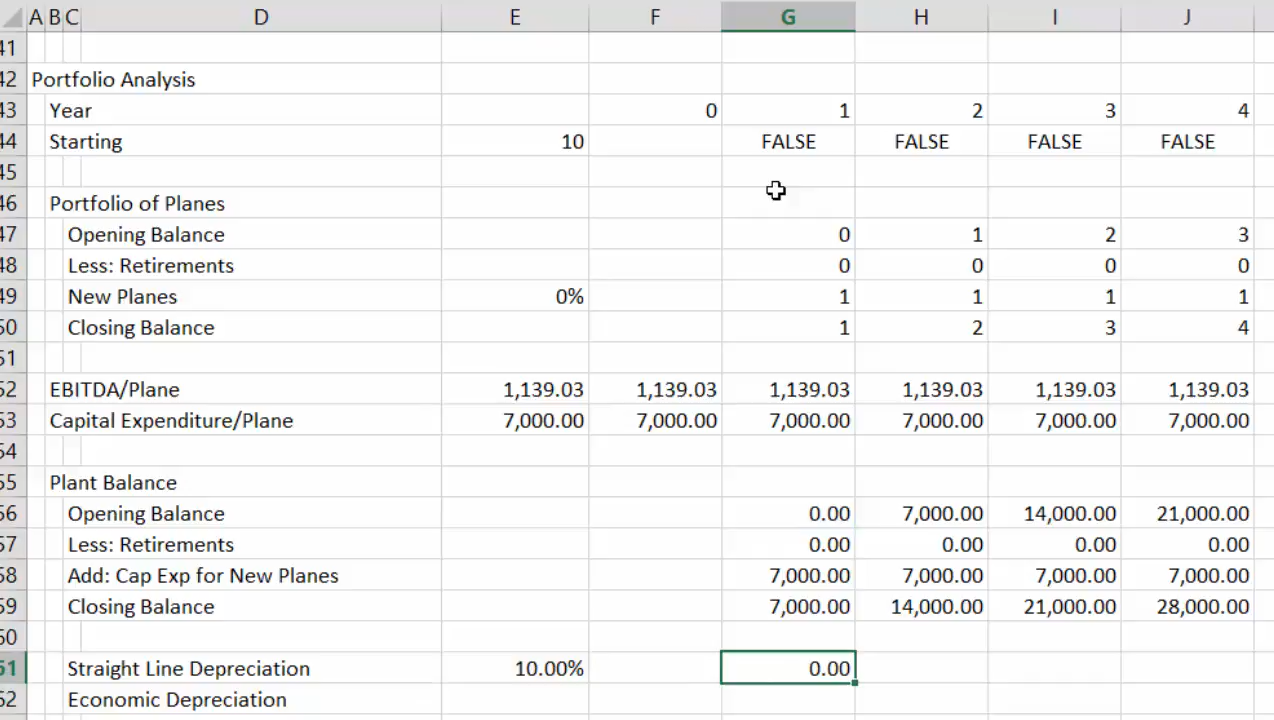 A B C D E F G H I J
41
42 Portfolio Analysis
43 Year 0 1 2 3 4
44 Starting 10 FALSE FALSE FALSE FALSE
45
46 Portfolio of Planes
47 Opening Balance 0 1 2 3
48 Less: Retirements 0 0 0 0
49 New Planes 0% 1 1 1 1
50 Closing Balance 1 2 3 4
51
52 EBITDA/Plane 1,139.03 1,139.03 1,139.03 1,139.03 1,139.03 1,139.03
53 Capital Expenditure/Plane 7,000.00 7,000.00 7,000.00 7,000.00 7,000.00 7,000.00
54
55 Plant Balance
56 Opening Balance 0.00 7,000.00 14,000.00 21,000.00
57 Less: Retirements 0.00 0.00 0.00 0.00
58 Add: Cap Exp for New Planes 7,000.00 7,000.00 7,000.00 7,000.00
59 Closing Balance 7,000.00 14,000.00 21,000.00 28,000.00
60
61 Straight Line Depreciation 10.00% 0.00
62 Economic Depreciation